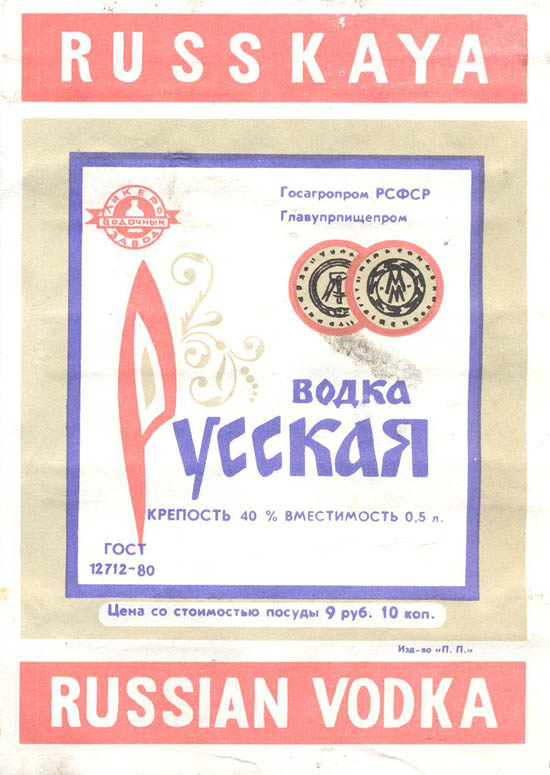 RUSSKAYA
ЛИКЕРО
ВОДОЧНЫЙ
ЗАВОД
Госагропром РСФСР
Главупрпищепром
ВОДКА
РУССКАЯ
КРЕПОСТЬ 40 % ВМЕСТИМОСТЬ 0,5 л.
ГОСТ
12712-80
Цена со стоимостью посуды 9 руб. 10 коп.
Изд-во «П. П.»
RUSSIAN VODKA